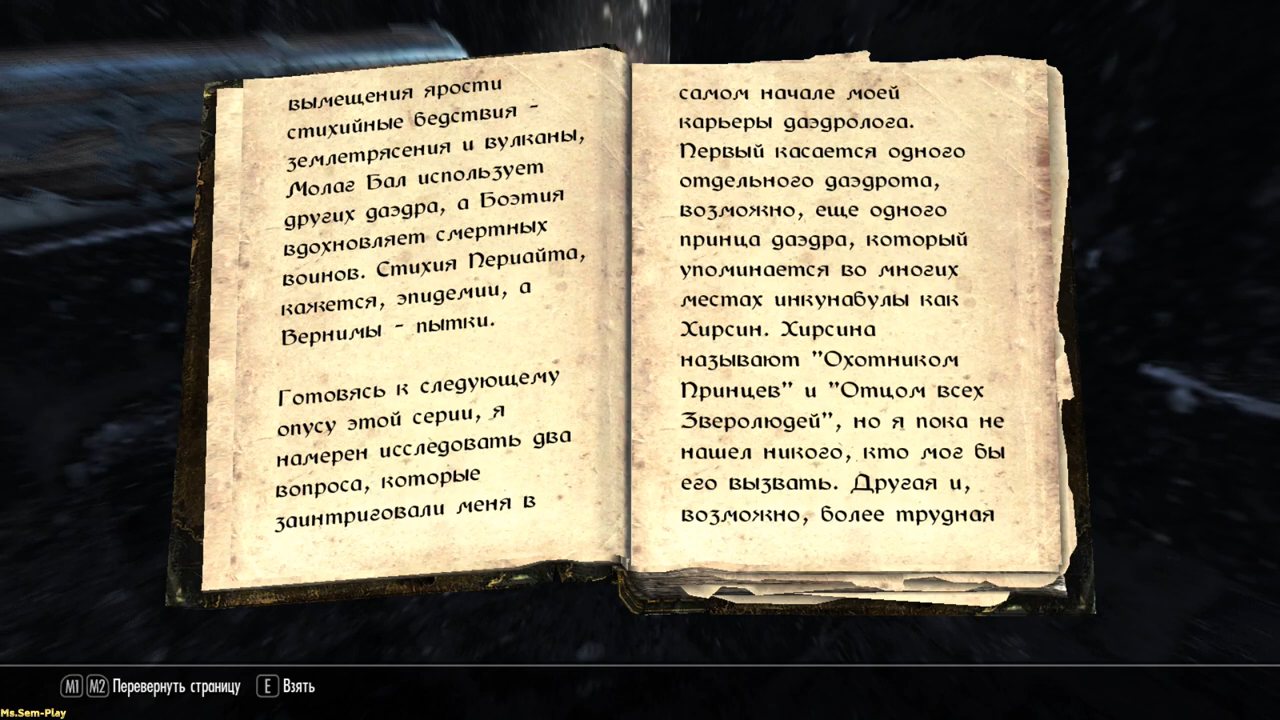 вымещения ярости
стихийные бедствия -
землетрясения и вулканы,
Молаг Бал использует
других даэдра, а Боэтия
вдохновляет смертных
воинов. Стихия Периайта,
кажется, эпидемии, а
Вернимы - пытки.
Готовясь к следующему
опусу этой серии, я
намерен исследовать два
вопроса, которые
заинтриговали меня в
самом начале моей
карьеры даэдролога.
Первый касается одного
отдельного даэдрота,
возможно, еще одного
принца даэдра, который
упоминается во многих
местах инкунабулы как
Хирсин. Хирсина
называют "Охотником
Принцев" и "Отцом всех
Зверолюдей", но я пока не
нашел никого, кто мог бы
его вызвать. Другая и,
возможно, более трудная
M1 M2 Перевернуть страницу E Взять
Ms.Sem-Play